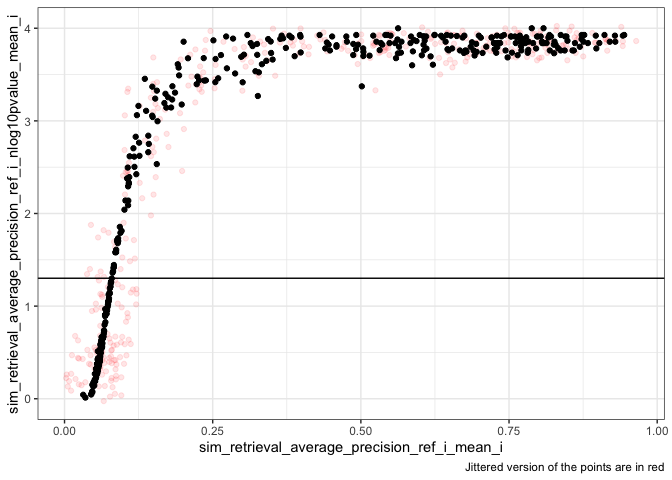 sim_retrieval_average_precision_ref_i_nlog10pvalue_mean_i
4
3
2
1
0
0.00 0.25 0.50 0.75 1.00
sim_retrieval_average_precision_ref_i_mean_i
Jittered version of the points are in red